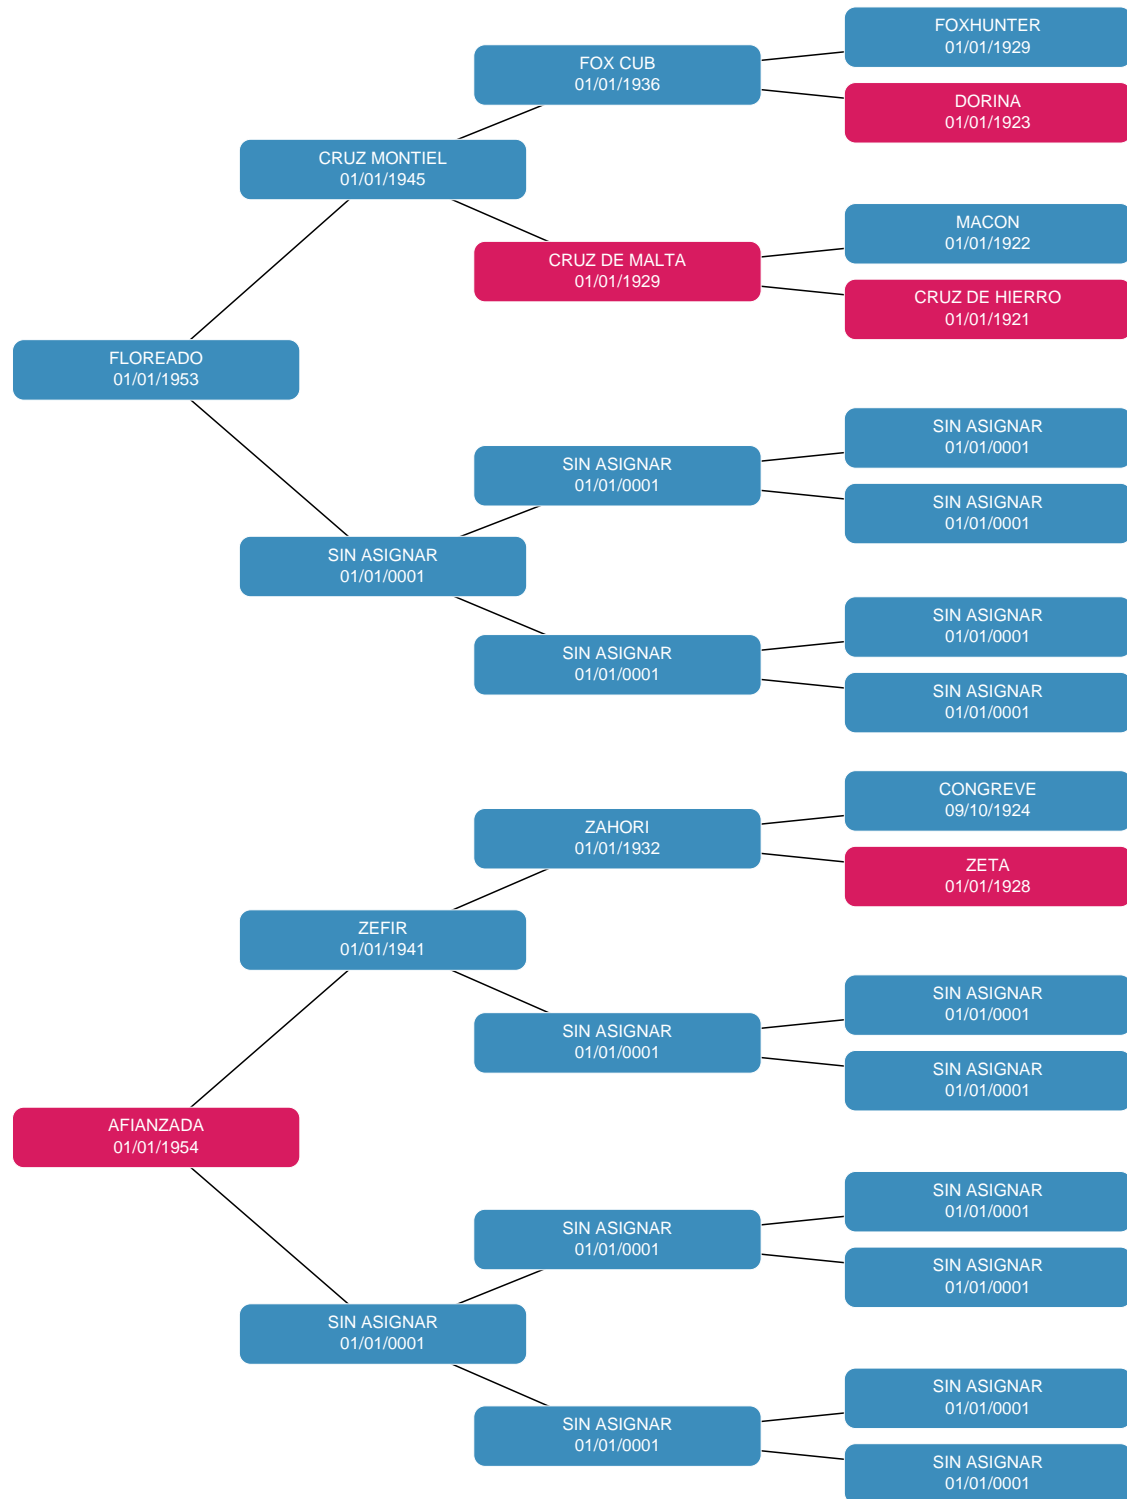 FOXHUNTER
01/01/1929
FOX CUB
01/01/1936
DORINA
01/01/1923
CRUZ MONTIEL
01/01/1945
MACON
01/01/1922
CRUZ DE MALTA
01/01/1929
CRUZ DE HIERRO
01/01/1921
FLOREADO
01/01/1953
SIN ASIGNAR
01/01/0001
SIN ASIGNAR
01/01/0001
SIN ASIGNAR
01/01/0001
SIN ASIGNAR
01/01/0001
SIN ASIGNAR
01/01/0001
SIN ASIGNAR
01/01/0001
SIN ASIGNAR
01/01/0001
CONGREVE
09/10/1924
ZAHORI
01/01/1932
ZETA
01/01/1928
ZEFIR
01/01/1941
SIN ASIGNAR
01/01/0001
SIN ASIGNAR
01/01/0001
SIN ASIGNAR
01/01/0001
AFIANZADA
01/01/1954
SIN ASIGNAR
01/01/0001
SIN ASIGNAR
01/01/0001
SIN ASIGNAR
01/01/0001
SIN ASIGNAR
01/01/0001
SIN ASIGNAR
01/01/0001
SIN ASIGNAR
01/01/0001
SIN ASIGNAR
01/01/0001